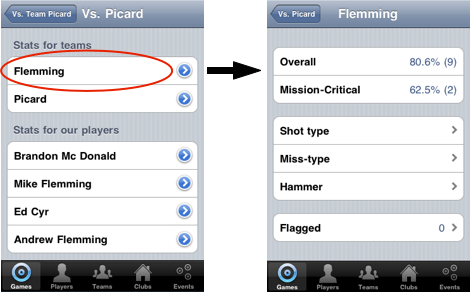 Vs. Team Picard
Vs. Picard
Stats for teams
Flemming
Picard
Stats for our players
Brandon Mc Donald
Mike Flemming
Ed Cyr
Andrew Flemming
Games Players Teams Clubs Events
Vs. Picard
Flemming
Overall 80.6% (9)
Mission-Critical 62.5% (2)
Shot type
Miss-type
Hammer
Flagged 0
Games Players Teams Clubs Events